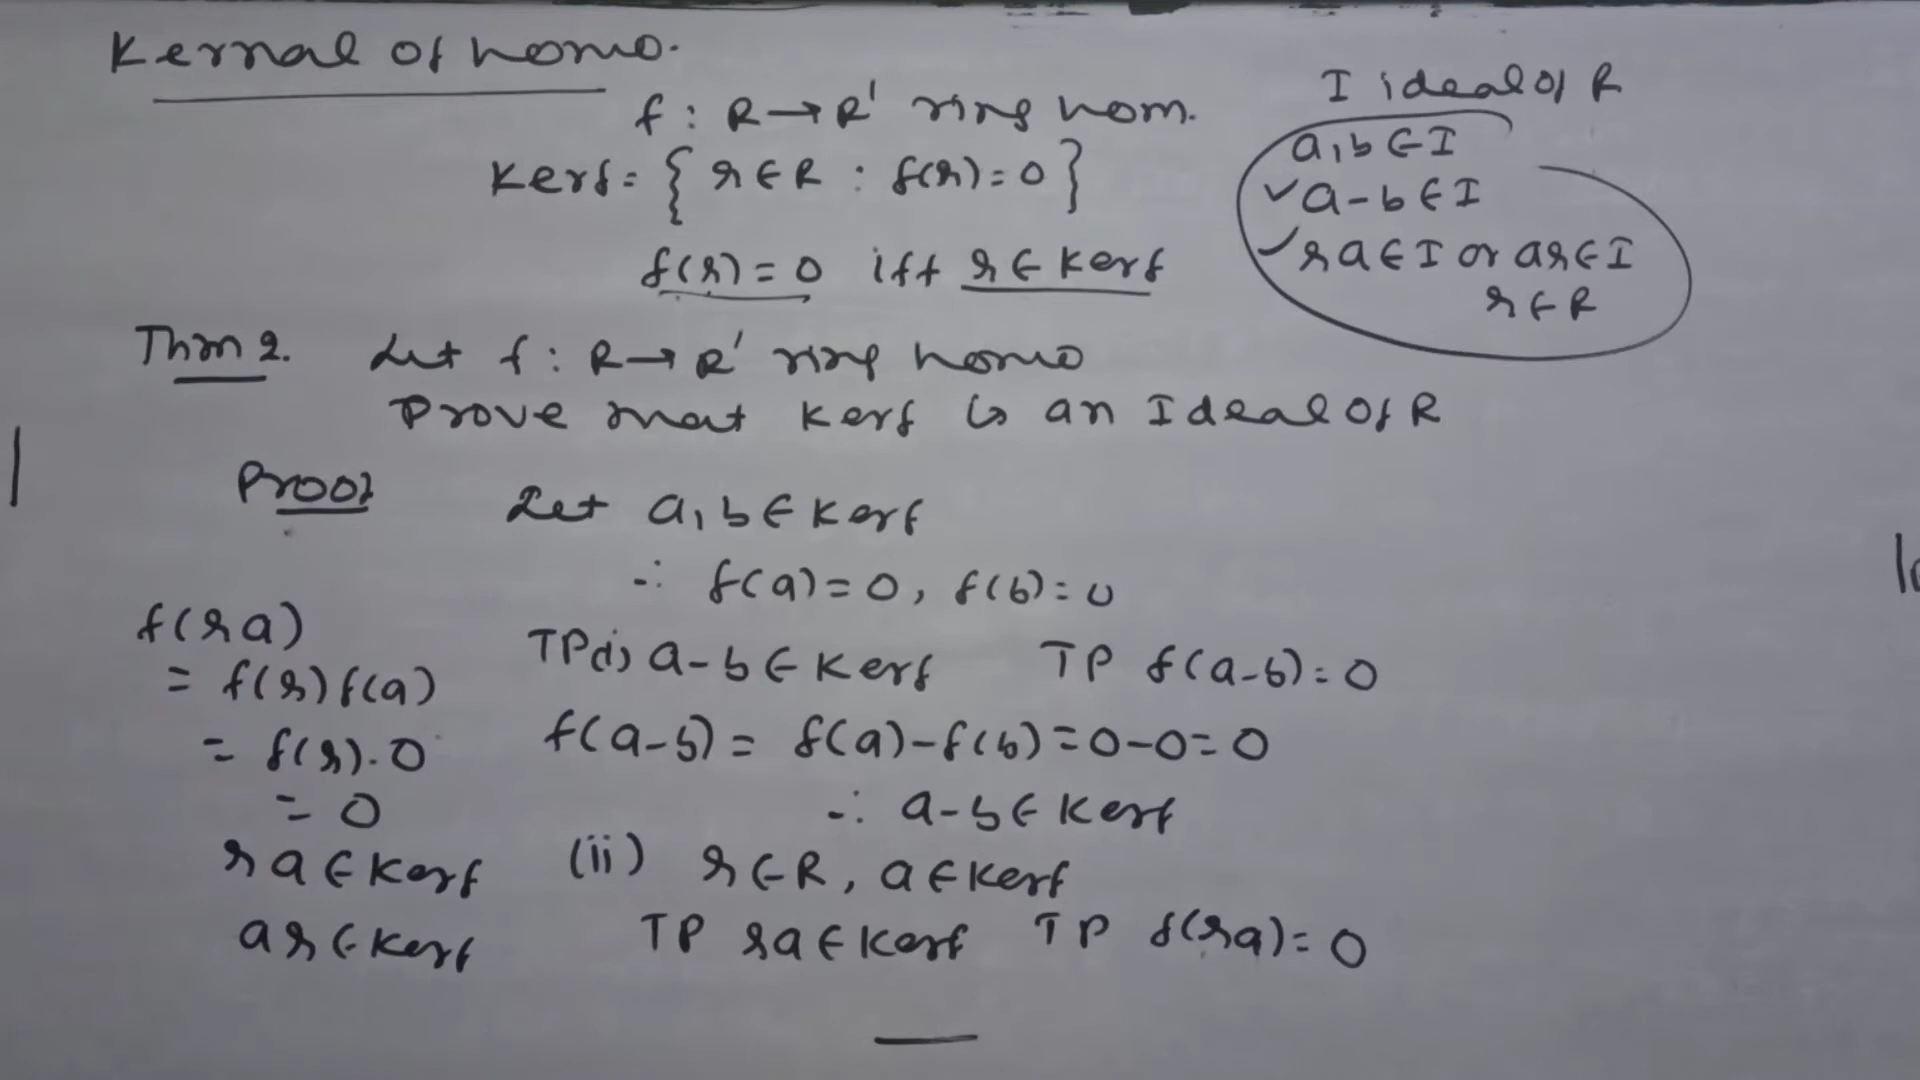 Kernal of homo.
f : R → R' ring hom.
Kerf = { r ∈ R : f(r) = 0 }
f(r) = 0 iff r ∈ Kerf
I ideal of R
a, b ∈ I
✓ a - b ∈ I
✓ ra ∈ I or ar ∈ I
r ∈ R
Thm 2. Let f : R → R' ring homo
Prove that Kerf is an Ideal of R
Proof Let a, b ∈ Kerf
∴ f(a) = 0, f(b) = 0
TP (i) a - b ∈ Kerf TP f(a-b) = 0
f(a-b) = f(a) - f(b) = 0 - 0 = 0
∴ a - b ∈ Kerf
(ii) r ∈ R, a ∈ Kerf
TP ra ∈ Kerf TP f(ra) = 0
f(ra)
= f(r) f(a)
= f(r) . 0
= 0
ra ∈ Kerf
ar ∈ Kerf